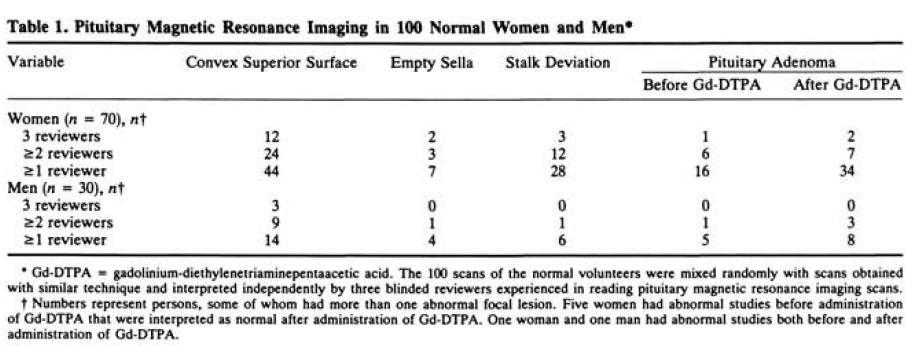 Table 1. Pituitary Magnetic Resonance Imaging in 100 Normal Women and Men*
Variable Convex Superior Surface Empty Sella Stalk Deviation Pituitary Adenoma
Before Gd-DTPA After Gd-DTPA
Women (n = 70), n†
3 reviewers 12 2 3 1 2
≥2 reviewers 24 3 12 6 7
≥1 reviewer 44 7 28 16 34
Men (n = 30), n†
3 reviewers 3 0 0 0 0
≥2 reviewers 9 1 1 1 3
≥1 reviewer 14 4 6 5 8
* Gd-DTPA = gadolinium-diethylenetriaminepentaacetic acid. The 100 scans of the normal volunteers were mixed randomly with scans obtained
with similar technique and interpreted independently by three blinded reviewers experienced in reading pituitary magnetic resonance imaging scans.
† Numbers represent persons, some of whom had more than one abnormal focal lesion. Five women had abnormal studies before administration
of Gd-DTPA that were interpreted as normal after administration of Gd-DTPA. One woman and one man had abnormal studies both before and after
administration of Gd-DTPA.